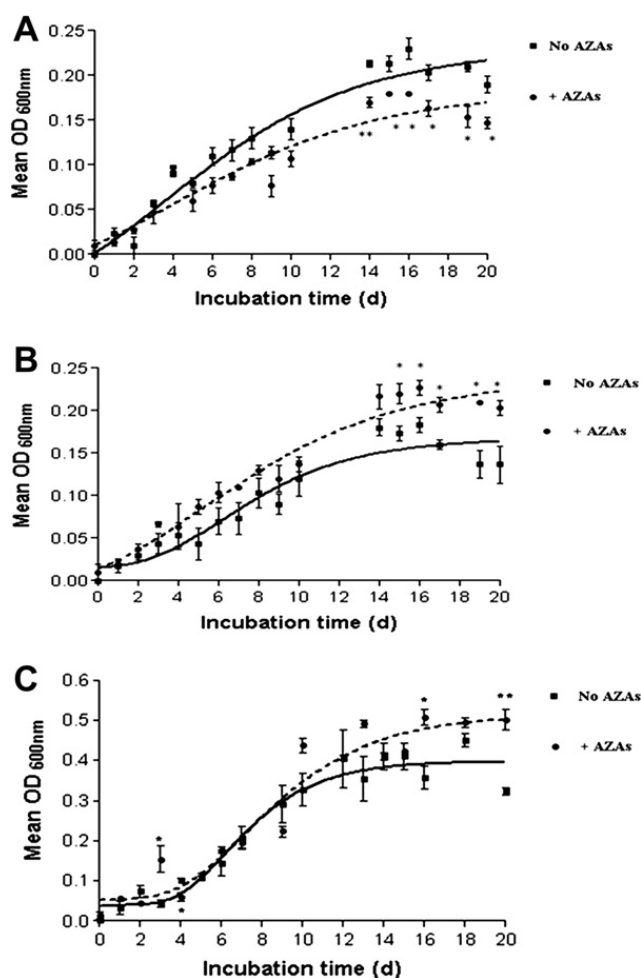 A
0.25
No AZAs
0.20
+ AZAs
0.15
** * * * * *
0.10
0.05
0.00
Mean OD 600nm
0 2 4 6 8 10 12 14 16 18 20
Incubation time (d)
B
0.25
* * * * *
No AZAs
0.20
+ AZAs
0.15
0.10
0.05
0.00
Mean OD 600nm
0 2 4 6 8 10 12 14 16 18 20
Incubation time (d)
C
0.6
No AZAs
* **
0.5
+ AZAs
0.4
0.3
0.2
*
0.1
*
0.0
Mean OD 600nm
0 2 4 6 8 10 12 14 16 18 20
Incubation time (d)